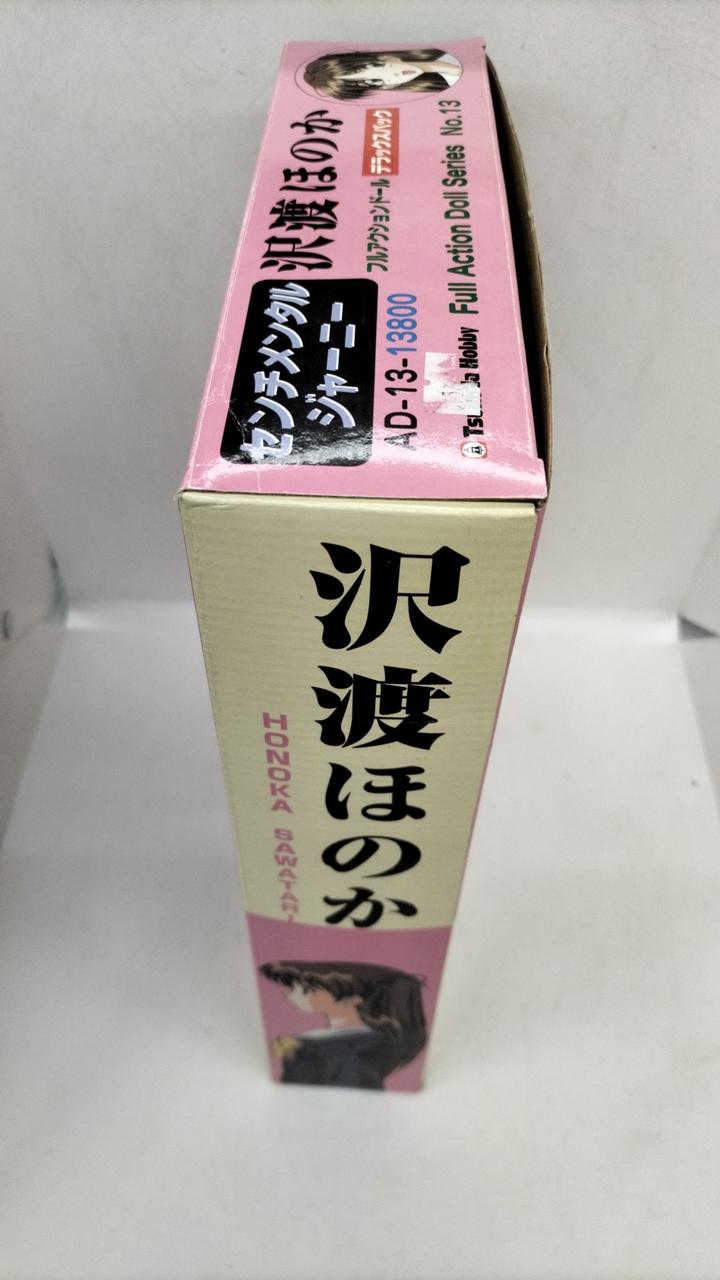 センチメンタル
ジャーニー
沢渡ほのか
フルアクションドール
デラックスパック
AD-13-13800
Full Action Doll Series No.13
Hobby
沢渡ほのか
HONOKA SAWATARI